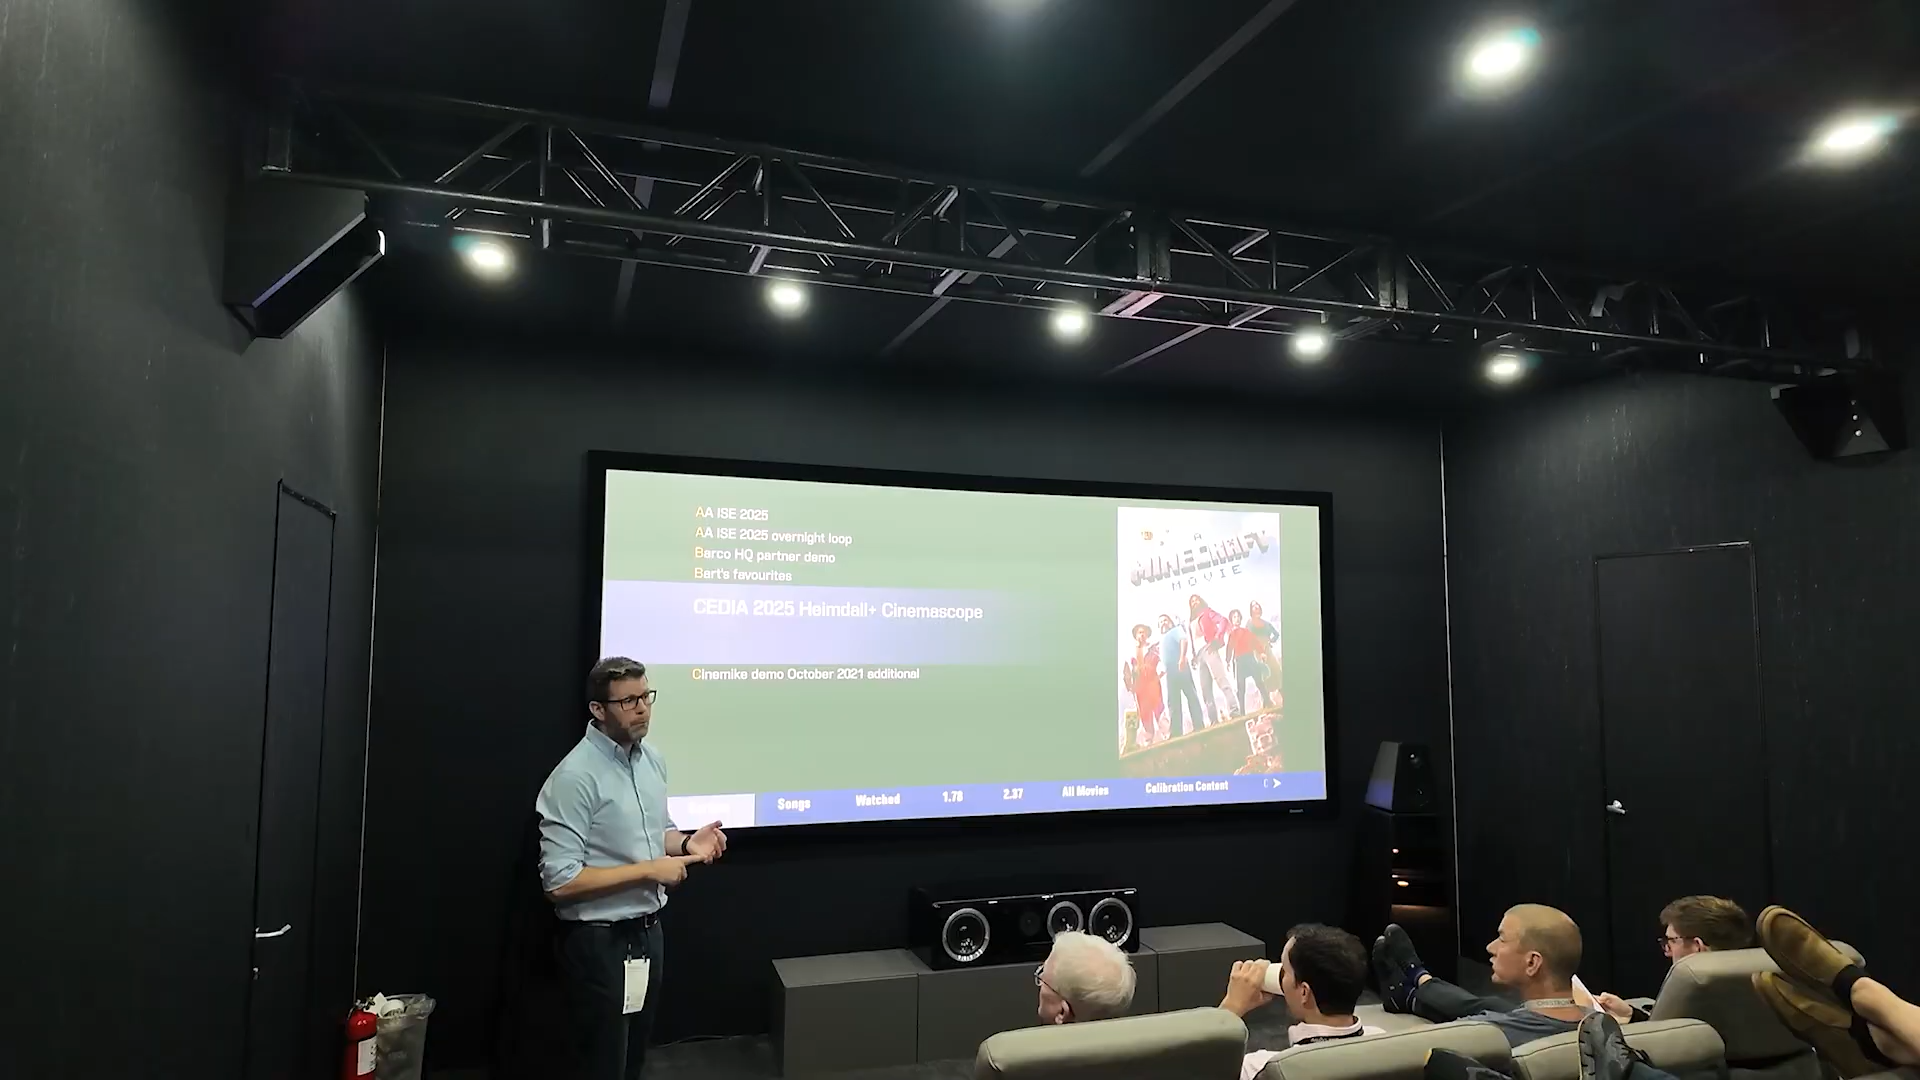 AA ISE 2025
AA ISE 2025 overnight loop
Barco HQ partner demo
Bart's favourites
CEDIA 2025 Heimdall+ Cinemascope
Cinemike demo October 2021 additional
A
MINECRAFT
MOVIE
Songs
Watched
1.78
2.37
All Movies
Calibration Content
CRESTRON